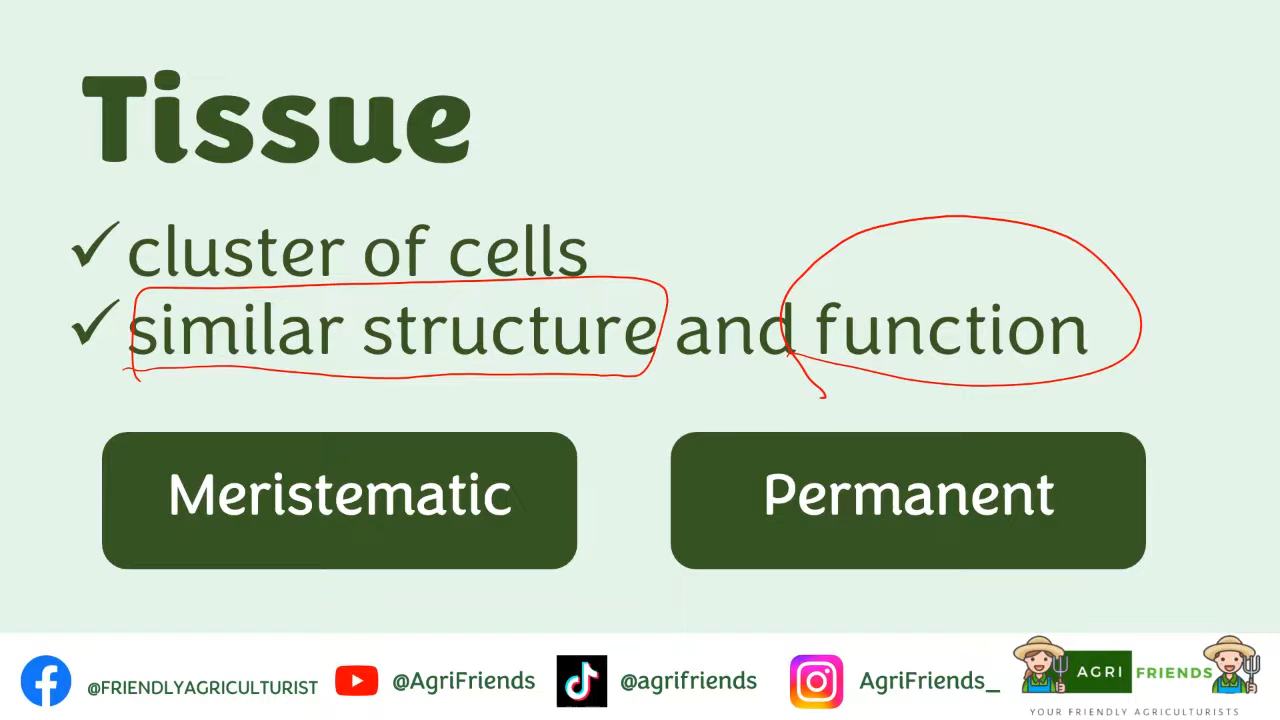 Tissue
✓ cluster of cells
✓ similar structure and function
Meristematic
Permanent
@FRIENDLYAGRICULTURIST
@AgriFriends
@agrifriends
AgriFriends_
AGRI FRIENDS
YOUR FRIENDLY AGRICULTURISTS